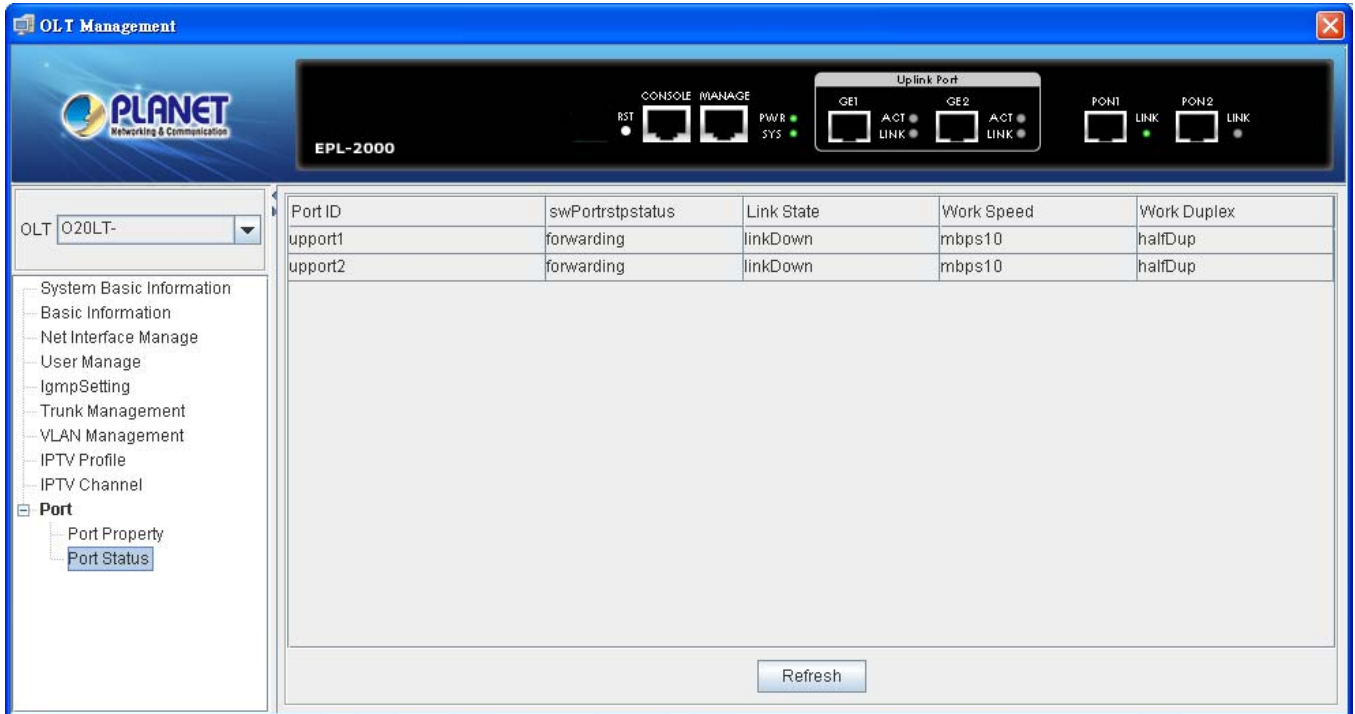 OLT Management
PLANET
Networking & Communication
EPL-2000
RST
CONSOLE MANAGE
PWR
SYS
Uplink Port
GE1
ACT
LINK
GE2
ACT
LINK
PON1
LINK
PON2
LINK
OLT O20LT-
System Basic Information
Basic Information
Net Interface Manage
User Manage
IgmpSetting
Trunk Management
VLAN Management
IPTV Profile
IPTV Channel
Port
Port Property
Port Status
Port ID swPortrstpstatus Link State Work Speed Work Duplex
upport1 forwarding linkDown mbps10 halfDup
upport2 forwarding linkDown mbps10 halfDup
Refresh